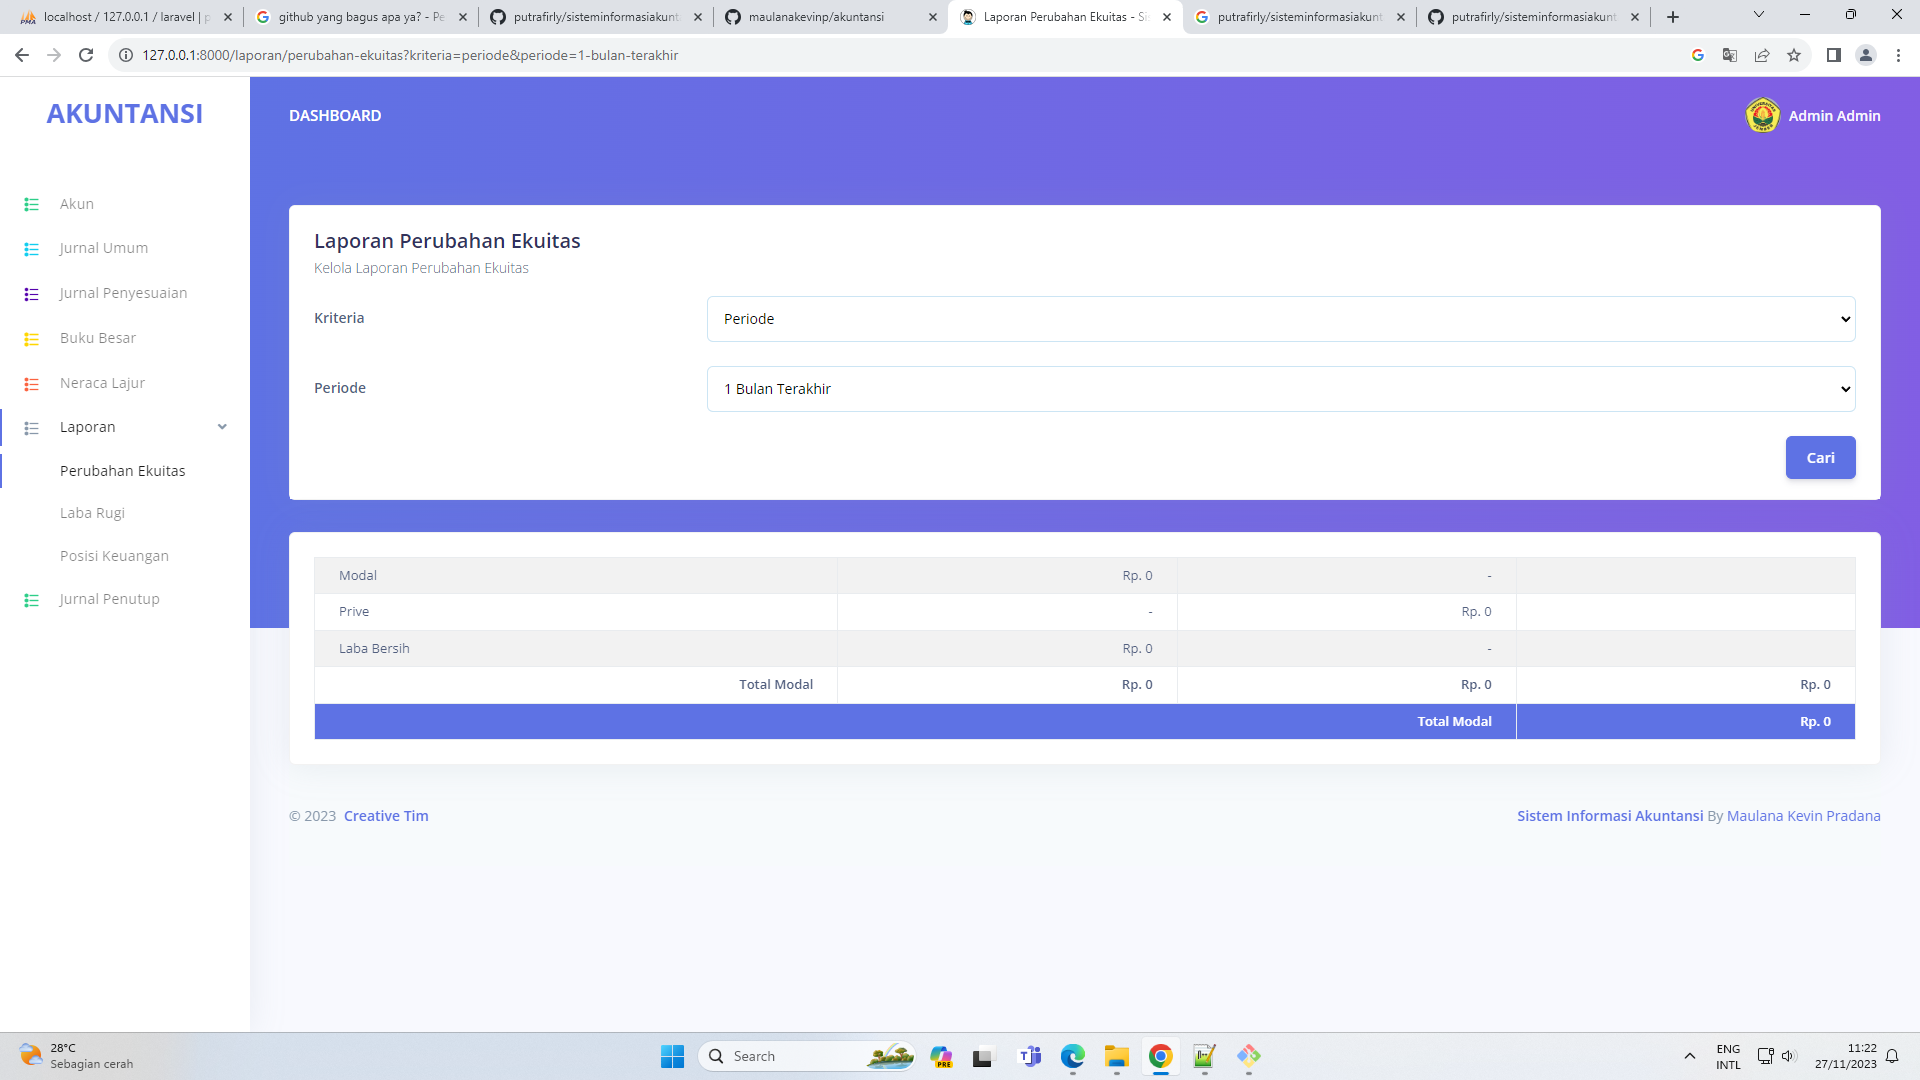 localhost / 127.0.0.1 / laravel | p
github yang bagus apa ya? - Pe
putrafirly/sisteminformasiakunt
maulanakevinp/akuntansi
Laporan Perubahan Ekuitas - Sis
putrafirly/sisteminformasiakunt
putrafirly/sisteminformasiakunt
127.0.0.1:8000/laporan/perubahan-ekuitas?kriteria=periode&periode=1-bulan-terakhir
AKUNTANSI
DASHBOARD
Admin Admin
Akun
Jurnal Umum
Jurnal Penyesuaian
Buku Besar
Neraca Lajur
Laporan
Perubahan Ekuitas
Laba Rugi
Posisi Keuangan
Jurnal Penutup
Laporan Perubahan Ekuitas
Kelola Laporan Perubahan Ekuitas
Kriteria
Periode
Periode
1 Bulan Terakhir
Cari
Modal Rp. 0 -
Prive - Rp. 0
Laba Bersih Rp. 0 -
Total Modal Rp. 0 Rp. 0 Rp. 0
Total Modal Rp. 0
© 2023 Creative Tim
Sistem Informasi Akuntansi By Maulana Kevin Pradana
28°C
Sebagian cerah
Search
PRE
ENG
INTL
11:22
27/11/2023